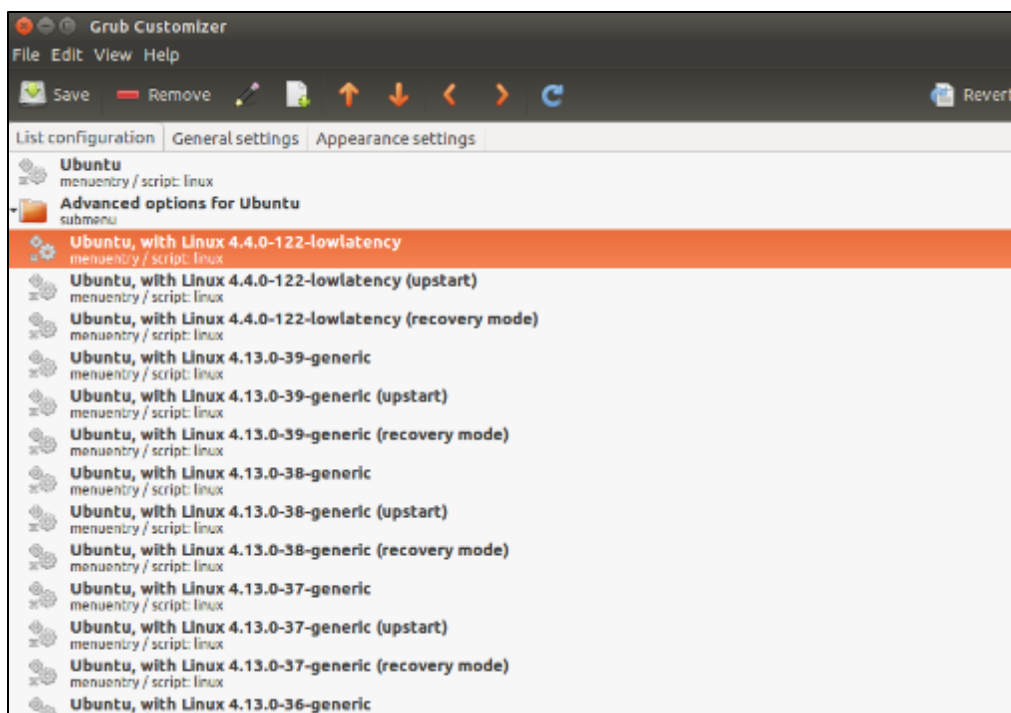 Grub Customizer
File Edit View Help
Save Remove Revert
List configuration General settings Appearance settings
Ubuntu
menuentry / script: linux
Advanced options for Ubuntu
submenu
Ubuntu, with Linux 4.4.0-122-lowlatency
menuentry / script: linux
Ubuntu, with Linux 4.4.0-122-lowlatency (upstart)
menuentry / script: linux
Ubuntu, with Linux 4.4.0-122-lowlatency (recovery mode)
menuentry / script: linux
Ubuntu, with Linux 4.13.0-39-generic
menuentry / script: linux
Ubuntu, with Linux 4.13.0-39-generic (upstart)
menuentry / script: linux
Ubuntu, with Linux 4.13.0-39-generic (recovery mode)
menuentry / script: linux
Ubuntu, with Linux 4.13.0-38-generic
menuentry / script: linux
Ubuntu, with Linux 4.13.0-38-generic (upstart)
menuentry / script: linux
Ubuntu, with Linux 4.13.0-38-generic (recovery mode)
menuentry / script: linux
Ubuntu, with Linux 4.13.0-37-generic
menuentry / script: linux
Ubuntu, with Linux 4.13.0-37-generic (upstart)
menuentry / script: linux
Ubuntu, with Linux 4.13.0-37-generic (recovery mode)
menuentry / script: linux
Ubuntu, with Linux 4.13.0-36-generic